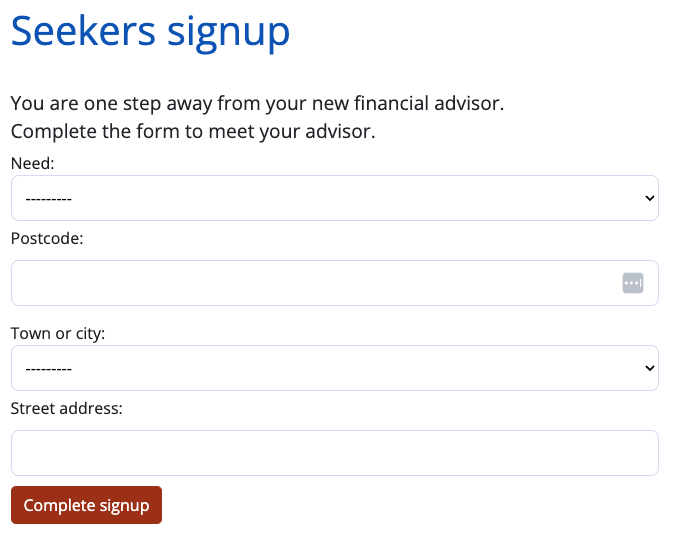 Seekers signup
You are one step away from your new financial advisor.
Complete the form to meet your advisor.
Need:
---------
Postcode:
Town or city:
---------
Street address:
Complete signup